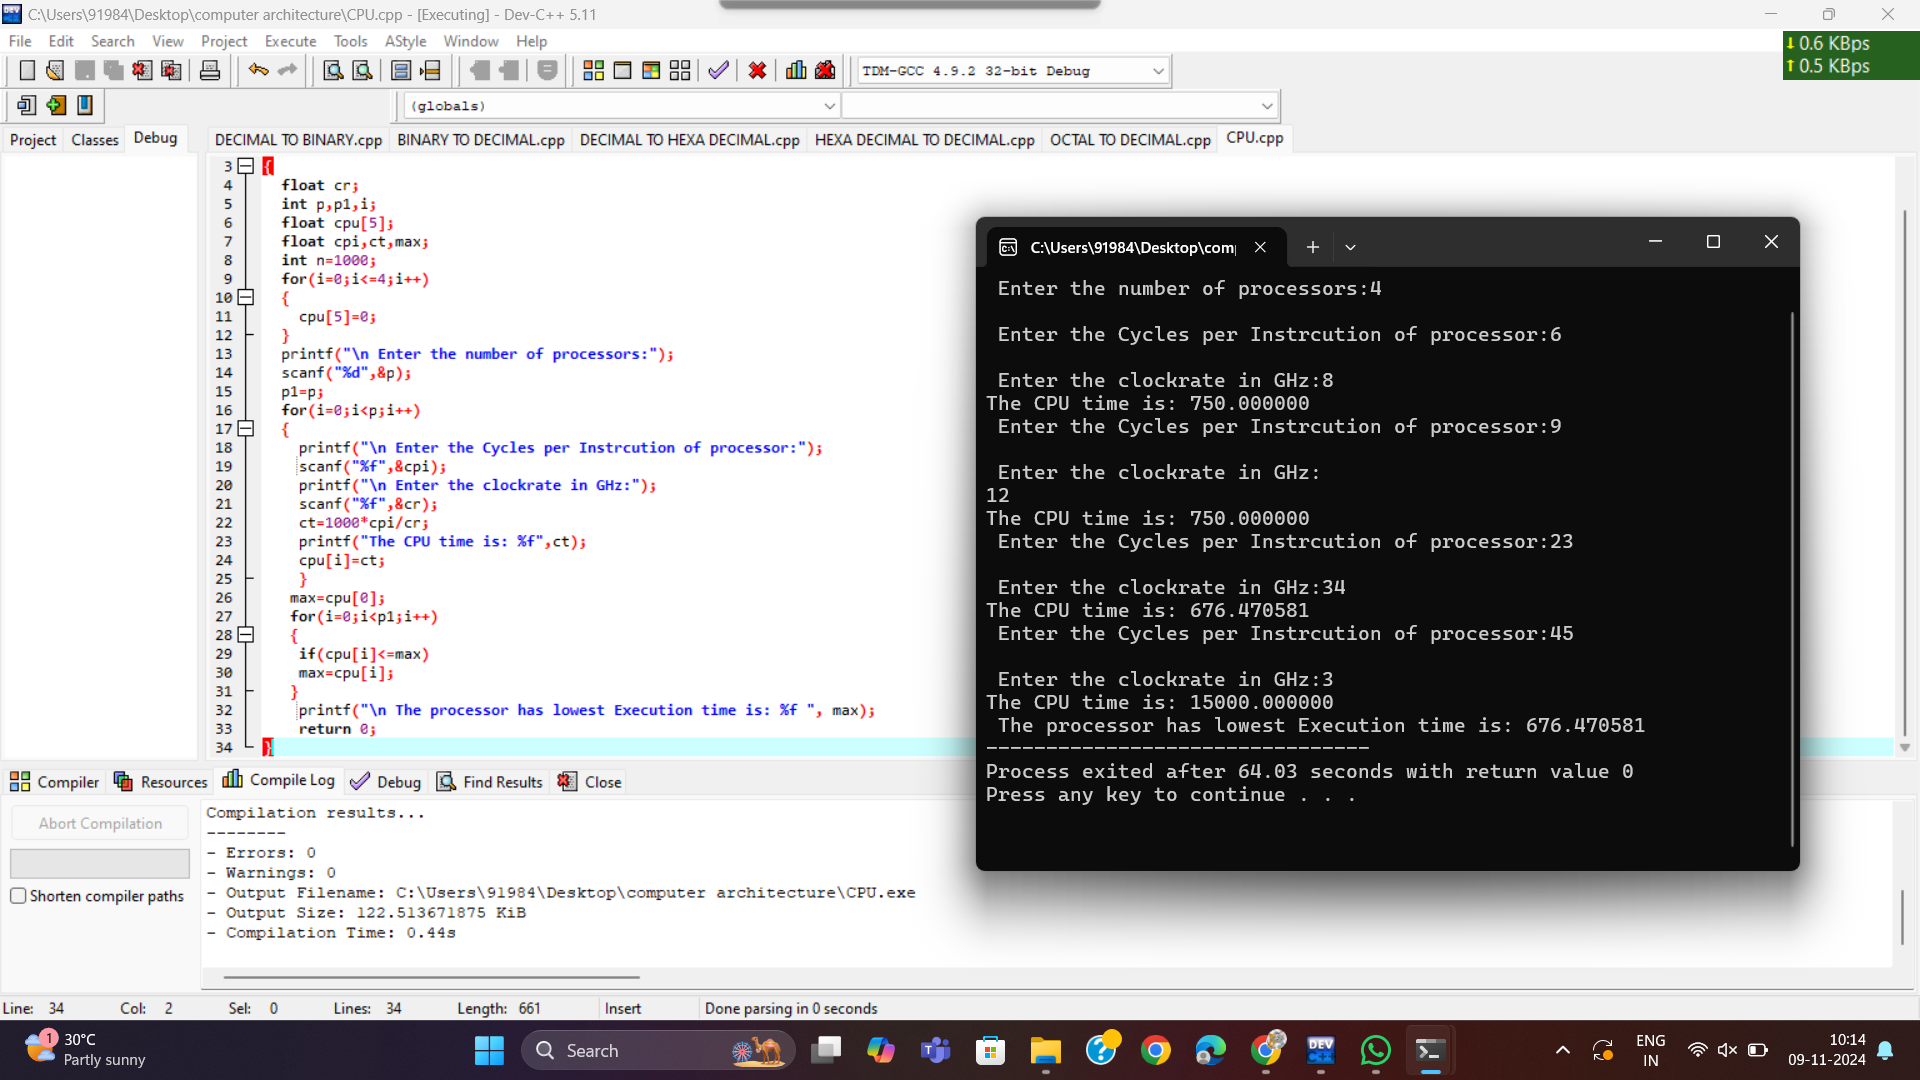 C:\Users\91984\Desktop\computer architecture\CPU.cpp - [Executing] - Dev-C++ 5.11
File Edit Search View Project Execute Tools AStyle Window Help
0.6 KBps
0.5 KBps
TDM-GCC 4.9.2 32-bit Debug
(globals)
Project Classes Debug
DECIMAL TO BINARY.cpp BINARY TO DECIMAL.cpp DECIMAL TO HEXA DECIMAL.cpp HEXA DECIMAL TO DECIMAL.cpp OCTAL TO DECIMAL.cpp CPU.cpp
3 {
4 float cr;
5 int p,p1,i;
6 float cpu[5];
7 float cpi,ct,max;
8 int n=1000;
9 for(i=0;i<=4;i++)
10 {
11 cpu[5]=0;
12 }
13 printf("\n Enter the number of processors:");
14 scanf("%d",&p);
15 p1=p;
16 for(i=0;i<p;i++)
17 {
18 printf("\n Enter the Cycles per Instrcution of processor:");
19 scanf("%f",&cpi);
20 printf("\n Enter the clockrate in GHz:");
21 scanf("%f",&cr);
22 ct=1000*cpi/cr;
23 printf("The CPU time is: %f",ct);
24 cpu[i]=ct;
25 }
26 max=cpu[0];
27 for(i=0;i<p1;i++)
28 {
29 if(cpu[i]<=max)
30 max=cpu[i];
31 }
32 printf("\n The processor has lowest Execution time is: %f ", max);
33 return 0;
34 }
C:\Users\91984\Desktop\com
Enter the number of processors:4
Enter the Cycles per Instrcution of processor:6
Enter the clockrate in GHz:8
The CPU time is: 750.000000
Enter the Cycles per Instrcution of processor:9
Enter the clockrate in GHz:
12
The CPU time is: 750.000000
Enter the Cycles per Instrcution of processor:23
Enter the clockrate in GHz:34
The CPU time is: 676.470581
Enter the Cycles per Instrcution of processor:45
Enter the clockrate in GHz:3
The CPU time is: 15000.000000
The processor has lowest Execution time is: 676.470581
--------------------------------
Process exited after 64.03 seconds with return value 0
Press any key to continue . . .
Compiler Resources Compile Log Debug Find Results Close
Abort Compilation
Shorten compiler paths
Compilation results...
--------
- Errors: 0
- Warnings: 0
- Output Filename: C:\Users\91984\Desktop\computer architecture\CPU.exe
- Output Size: 122.513671875 KiB
- Compilation Time: 0.44s
Line: 34 Col: 2 Sel: 0 Lines: 34 Length: 661 Insert Done parsing in 0 seconds
1
30°C
Partly sunny
Search
DEV
ENG
IN
10:14
09-11-2024